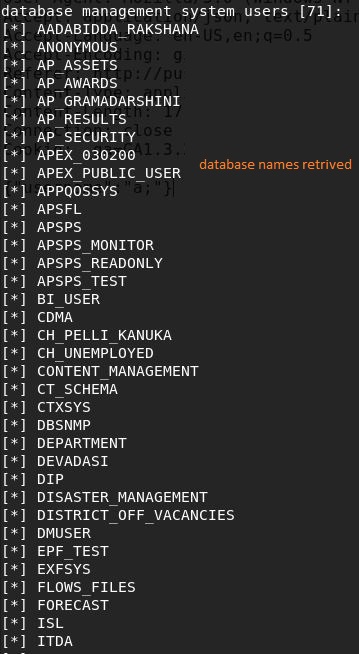 database management system users [71]:
[*] AADABIDDA_RAKSHANA
[*] ANONYMOUS
[*] AP_ASSETS
[*] AP_AWARDS
[*] AP_GRAMADARSHINI
[*] AP_RESULTS
[*] AP_SECURITY
[*] APEX_030200
database names retrived
[*] APEX_PUBLIC_USER
[*] APPQOSSYS
[*] APSFL
[*] APSPS
[*] APSPS_MONITOR
[*] APSPS_READONLY
[*] APSPS_TEST
[*] BI_USER
[*] CDMA
[*] CH_PELLI_KANUKA
[*] CH_UNEMPLOYED
[*] CONTENT_MANAGEMENT
[*] CT_SCHEMA
[*] CTXSYS
[*] DBSNMP
[*] DEPARTMENT
[*] DEVADASI
[*] DIP
[*] DISASTER_MANAGEMENT
[*] DISTRICT_OFF_VACANCIES
[*] DMUSER
[*] EPF_TEST
[*] EXFSYS
[*] FLOWS_FILES
[*] FORECAST
[*] ISL
[*] ITDA